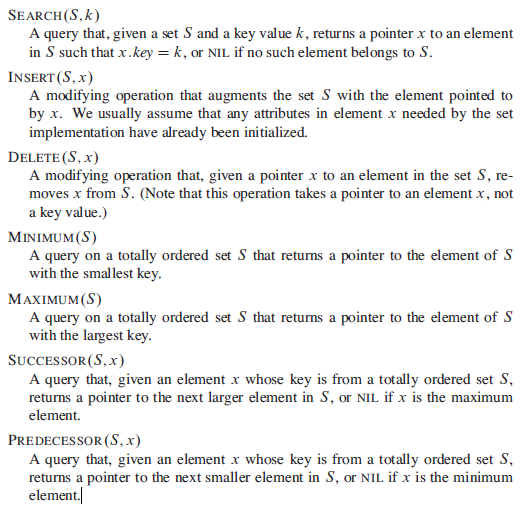 SEARCH(S, k)
A query that, given a set S and a key value k, returns a pointer x to an element
in S such that x.key = k, or NIL if no such element belongs to S.
INSERT(S, x)
A modifying operation that augments the set S with the element pointed to
by x. We usually assume that any attributes in element x needed by the set
implementation have already been initialized.
DELETE(S, x)
A modifying operation that, given a pointer x to an element in the set S, re-
moves x from S. (Note that this operation takes a pointer to an element x, not
a key value.)
MINIMUM(S)
A query on a totally ordered set S that returns a pointer to the element of S
with the smallest key.
MAXIMUM(S)
A query on a totally ordered set S that returns a pointer to the element of S
with the largest key.
SUCCESSOR(S, x)
A query that, given an element x whose key is from a totally ordered set S,
returns a pointer to the next larger element in S, or NIL if x is the maximum
element.
PREDECESSOR(S, x)
A query that, given an element x whose key is from a totally ordered set S,
returns a pointer to the next smaller element in S, or NIL if x is the minimum
element.